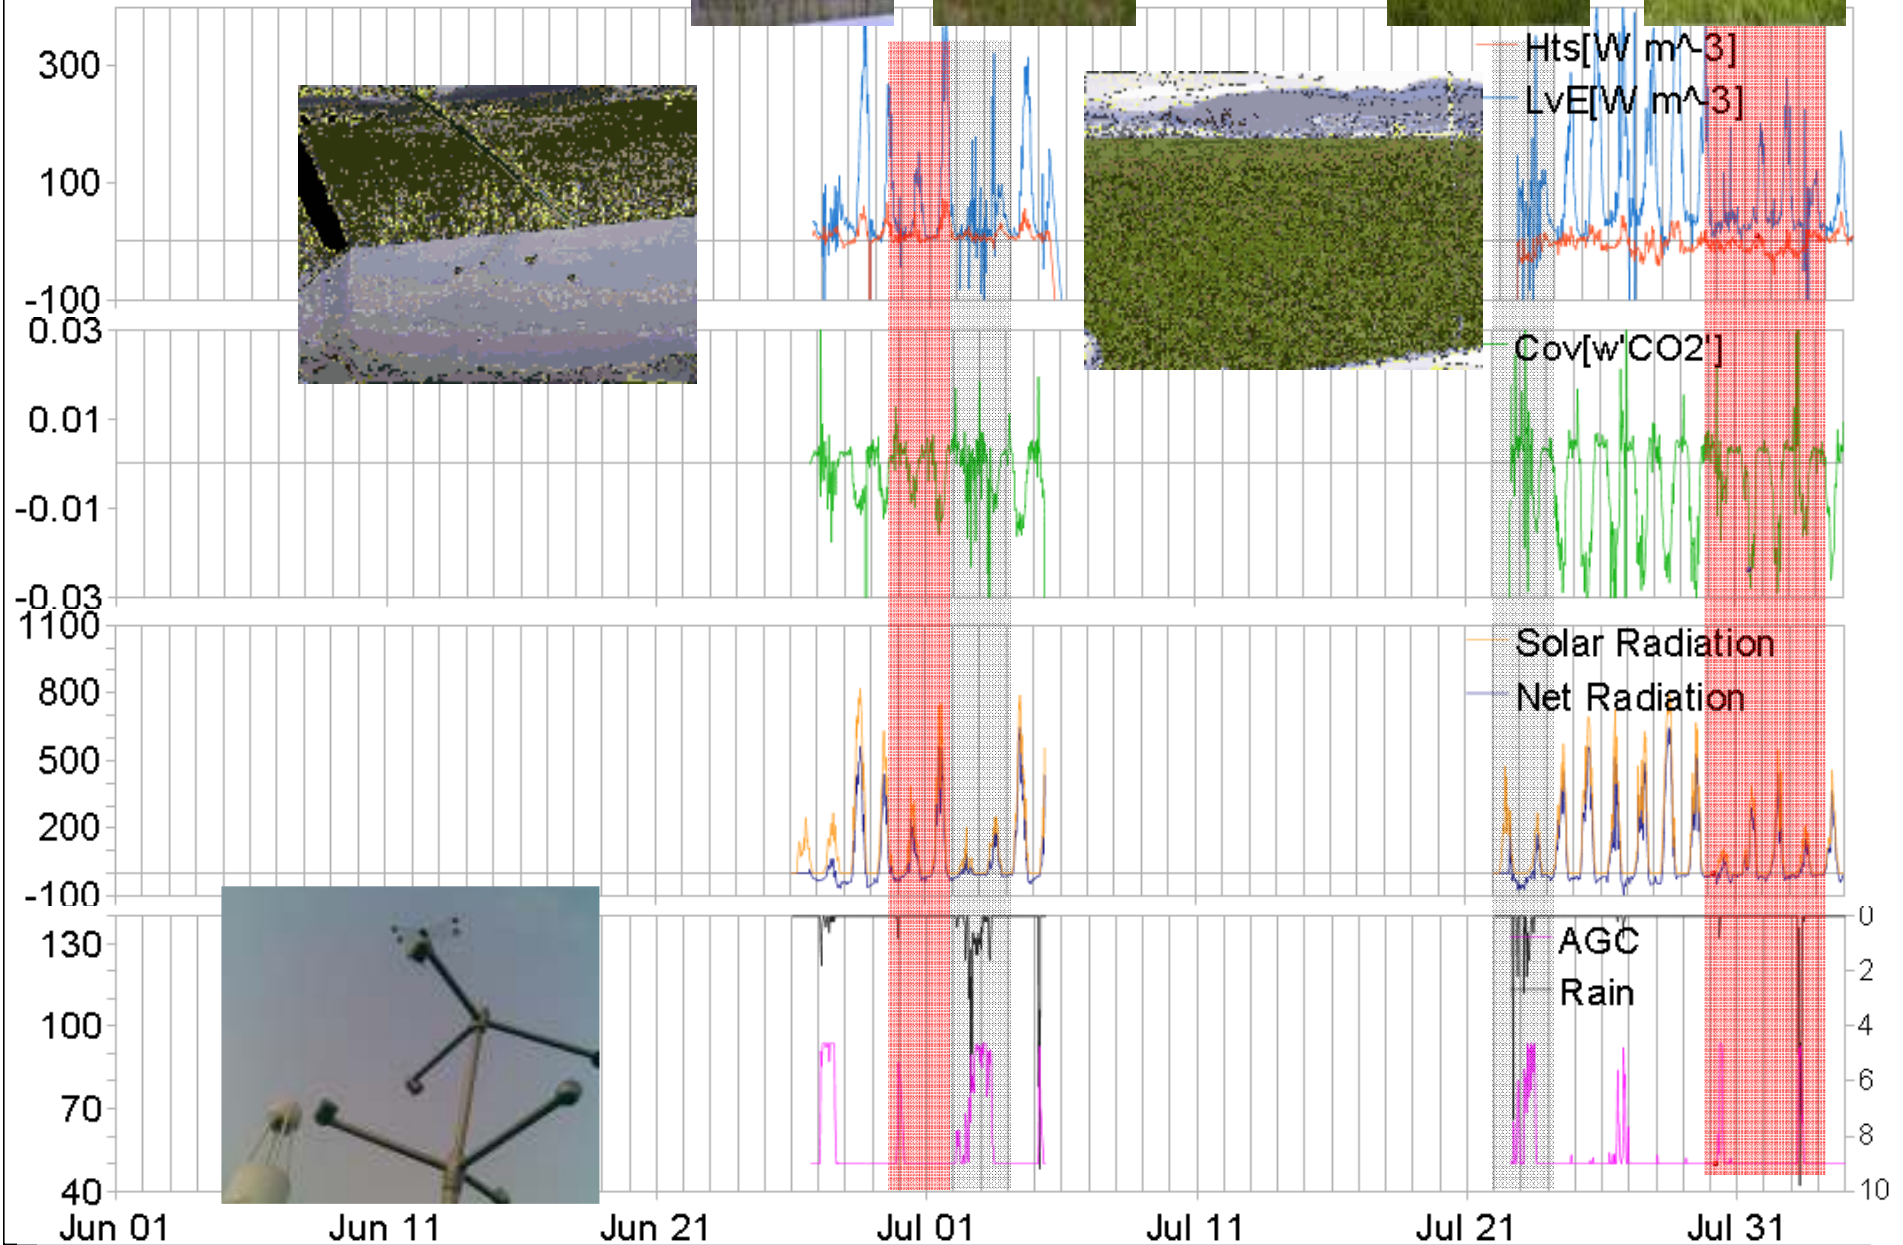 300
Hts[W m^-3]
LvE[W m^-3]
100
-100
0.03
Cov[w'CO2']
0.01
-0.01
-0.03
1100
Solar Radiation
800
Net Radiation
500
200
-100
0
130
AGC
2
Rain
100
4
6
70
8
40
10
Jun 01 Jun 11 Jun 21 Jul 01 Jul 11 Jul 21 Jul 31